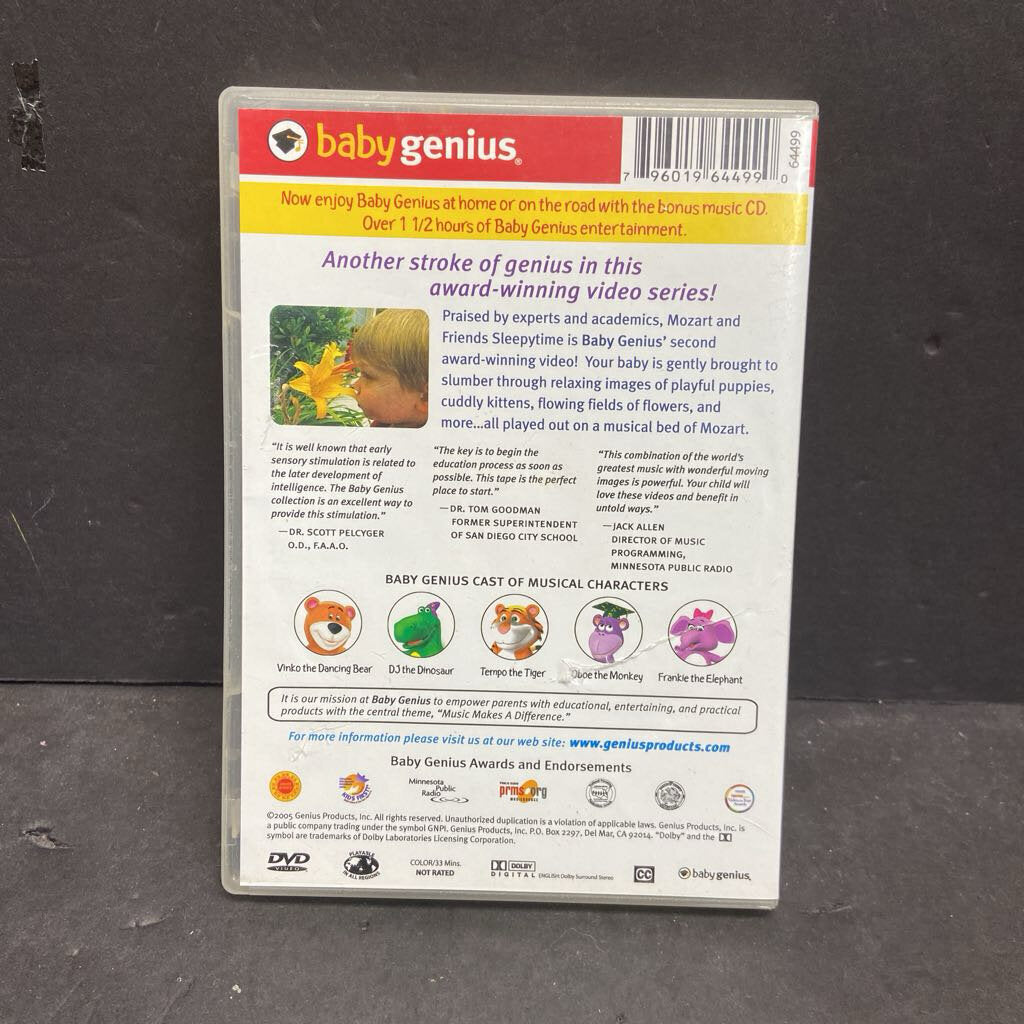 baby genius®
7 96019 64499 0
64499
Now enjoy Baby Genius at home or on the road with the bonus music CD.
Over 1 1/2 hours of Baby Genius entertainment.
Another stroke of genius in this
award-winning video series!
Praised by experts and academics, Mozart and
Friends Sleepytime is Baby Genius' second
award-winning video! Your baby is gently brought to
slumber through relaxing images of playful puppies,
cuddly kittens, flowing fields of flowers, and
more...all played out on a musical bed of Mozart.
"It is well known that early
sensory stimulation is related to
the later development of
intelligence. The Baby Genius
collection is an excellent way to
provide this stimulation."
—DR. SCOTT PELCYGER
O.D., F.A.A.O.
"The key is to begin the
education process as soon as
possible. This tape is the perfect
place to start."
—DR. TOM GOODMAN
FORMER SUPERINTENDENT
OF SAN DIEGO CITY SCHOOL
"This combination of the world's
greatest music with wonderful moving
images is powerful. Your child will
love these videos and benefit in
untold ways."
—JACK ALLEN
DIRECTOR OF MUSIC
PROGRAMMING,
MINNESOTA PUBLIC RADIO
BABY GENIUS CAST OF MUSICAL CHARACTERS
Vinko the Dancing Bear DJ the Dinosaur Tempo the Tiger Oboe the Monkey Frankie the Elephant
It is our mission at Baby Genius to empower parents with educational, entertaining, and practical
products with the central theme, "Music Makes A Difference."
For more information please visit us at our web site: www.geniusproducts.com
Baby Genius Awards and Endorsements
KIDS FIRST!
Minnesota
Public
Radio
prms.org
©2005 Genius Products, Inc. All rights reserved. Unauthorized duplication is a violation of applicable laws. Genius Products, Inc. is
a public company trading under the symbol GNPI. Genius Products, Inc. P.O. Box 2297, Del Mar, CA 92014. "Dolby" and the
symbol are trademarks of Dolby Laboratories Licensing Corporation.
DVD
VIDEO
PLAYABLE
IN ALL REGIONS
COLOR/33 Mins.
NOT RATED
DOLBY
DIGITAL ENGLISH Dolby Surround Stereo
CC
baby genius